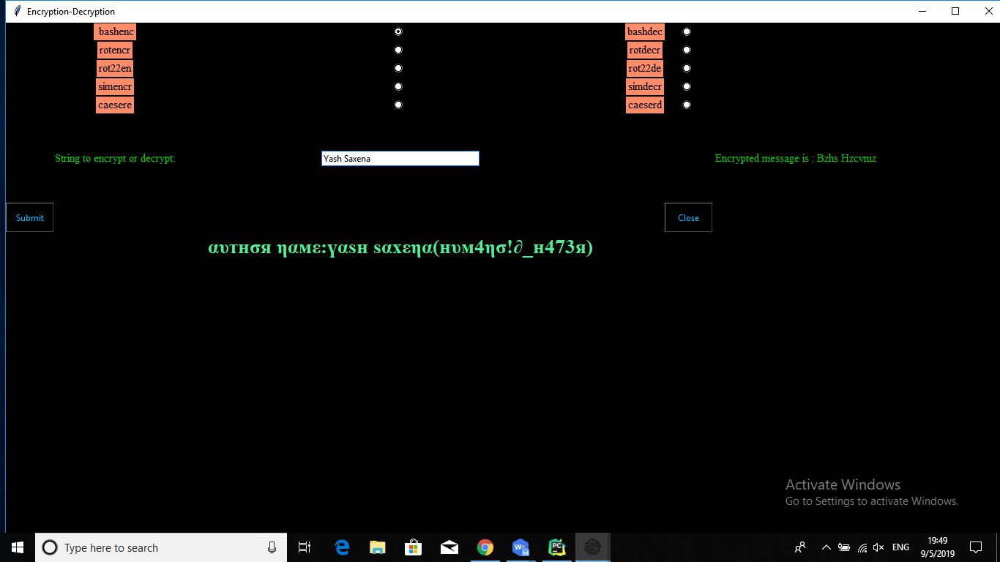 Encryption-Decryption
bashenc bashdec
rotencr rotdecr
rot22en rot22de
simencr simdecr
caesere caeserd
String to encrypt or decrypt: Yash Saxena Encrypted message is : Bzhs Hzcvmz
Submit Close
αυтнσя ηαмε:γαsн sαxεηα(нυм4ησ!∂_н473я)
Activate Windows
Go to Settings to activate Windows.
Type here to search ENG 19:49
9/5/2019